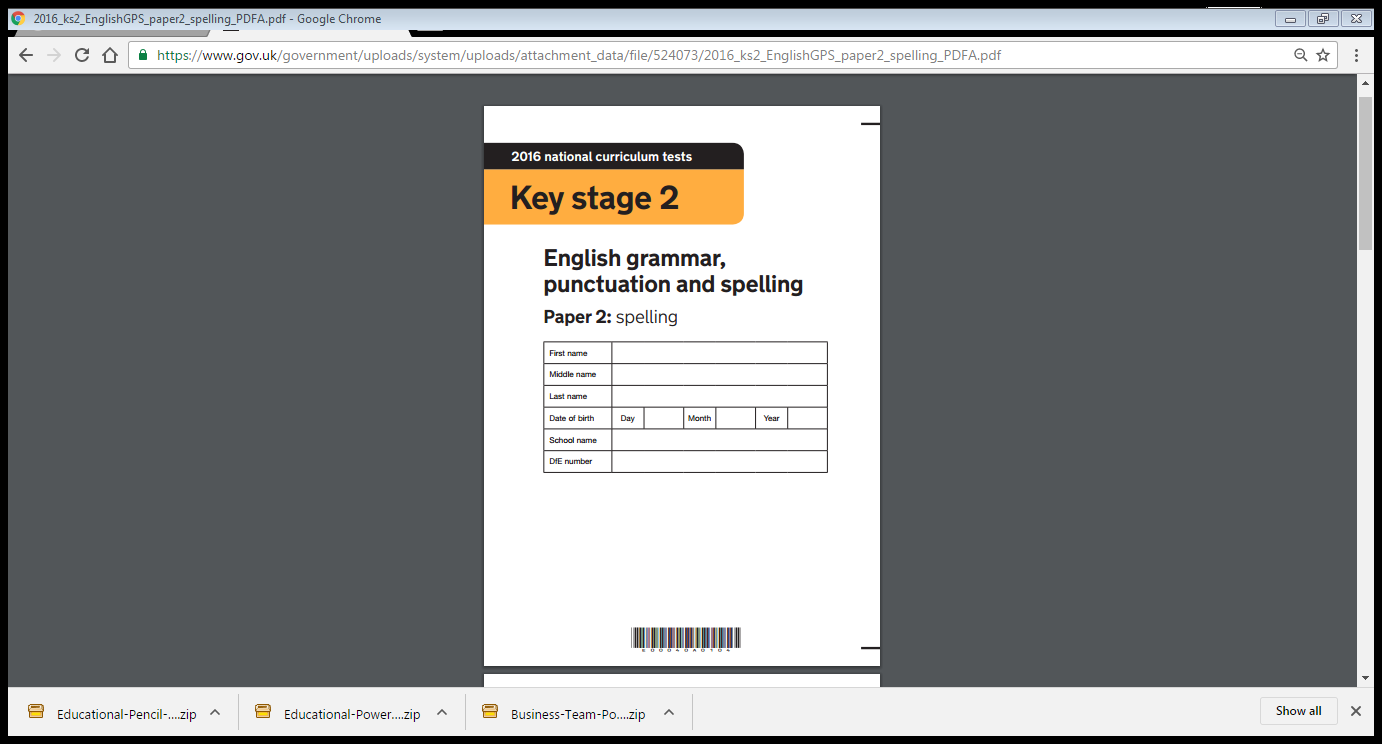 2016_ks2_EnglishGPS_paper2_spelling_PDFA.pdf - Google Chrome
https://www.gov.uk/government/uploads/system/uploads/attachment_data/file/524073/2016_ks2_EnglishGPS_paper2_spelling_PDFA.pdf
2016 national curriculum tests
Key stage 2
English grammar,
punctuation and spelling
Paper 2: spelling
First name
Middle name
Last name
Date of birth Day Month Year
School name
DfE number
E00040A0104
Educational-Pencil-....zip Educational-Power....zip Business-Team-Po....zip Show all